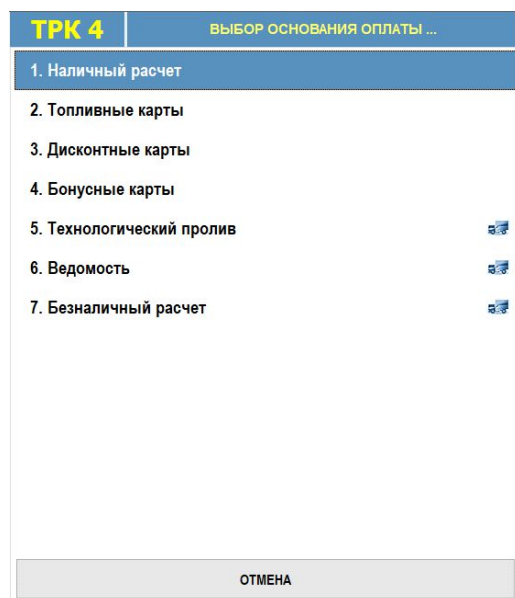 ТРК 4
ВЫБОР ОСНОВАНИЯ ОПЛАТЫ ...
1. Наличный расчет
2. Топливные карты
3. Дисконтные карты
4. Бонусные карты
5. Технологический пролив
6. Ведомость
7. Безналичный расчет
ОТМЕНА